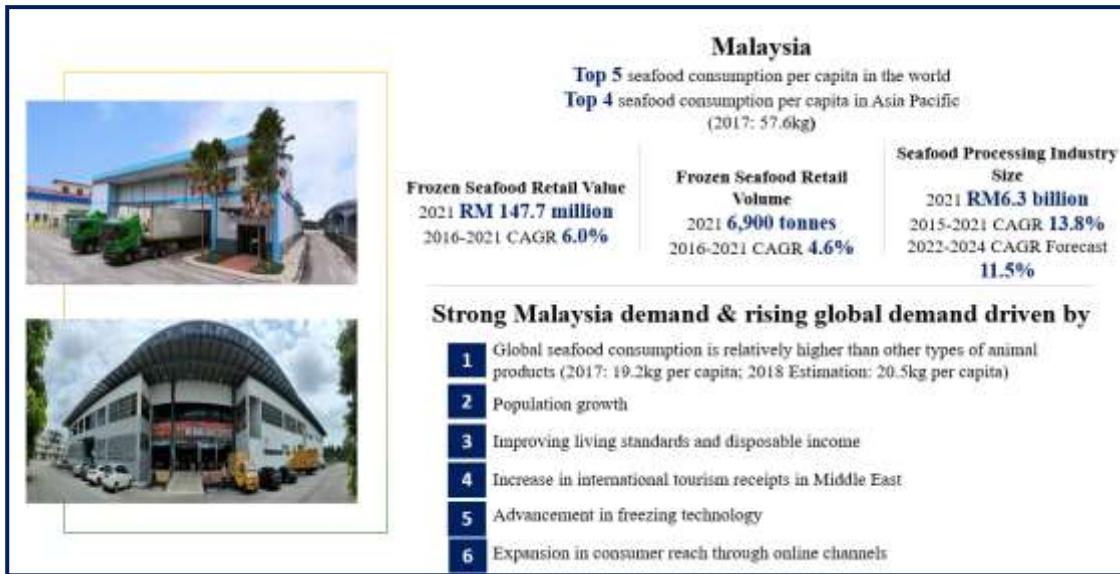 Malaysia
Top 5 seafood consumption per capita in the world
Top 4 seafood consumption per capita in Asia Pacific
(2017: 57.6kg)
Frozen Seafood Retail Value
2021 RM 147.7 million
2016-2021 CAGR 6.0%
Frozen Seafood Retail
Volume
2021 6,900 tonnes
2016-2021 CAGR 4.6%
Seafood Processing Industry
Size
2021 RM6.3 billion
2015-2021 CAGR 13.8%
2022-2024 CAGR Forecast
11.5%
Strong Malaysia demand & rising global demand driven by
1 Global seafood consumption is relatively higher than other types of animal
products (2017: 19.2kg per capita; 2018 Estimation: 20.5kg per capita)
2 Population growth
3 Improving living standards and disposable income
4 Increase in international tourism receipts in Middle East
5 Advancement in freezing technology
6 Expansion in consumer reach through online channels